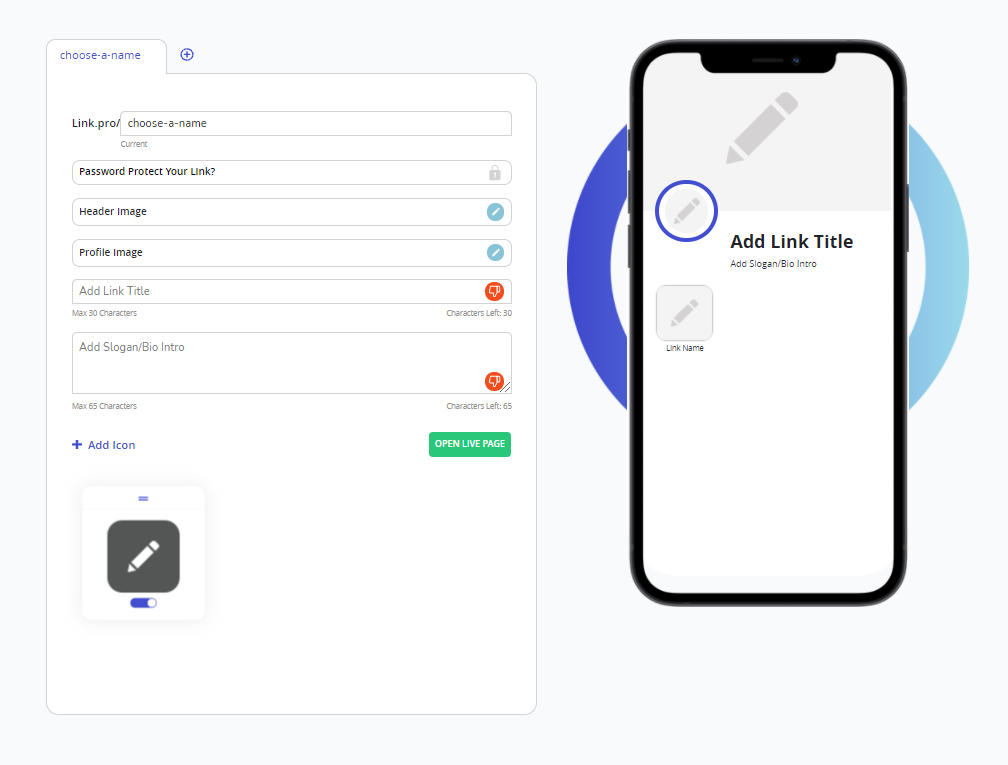 choose-a-name
Link.pro/ choose-a-name
Current
Password Protect Your Link?
Header Image
Profile Image
Add Link Title
Max 30 Characters Characters Left: 30
Add Slogan/Bio Intro
Max 65 Characters Characters Left: 65
Add Icon OPEN LIVE PAGE
Add Link Title
Add Slogan/Bio Intro
Link Name